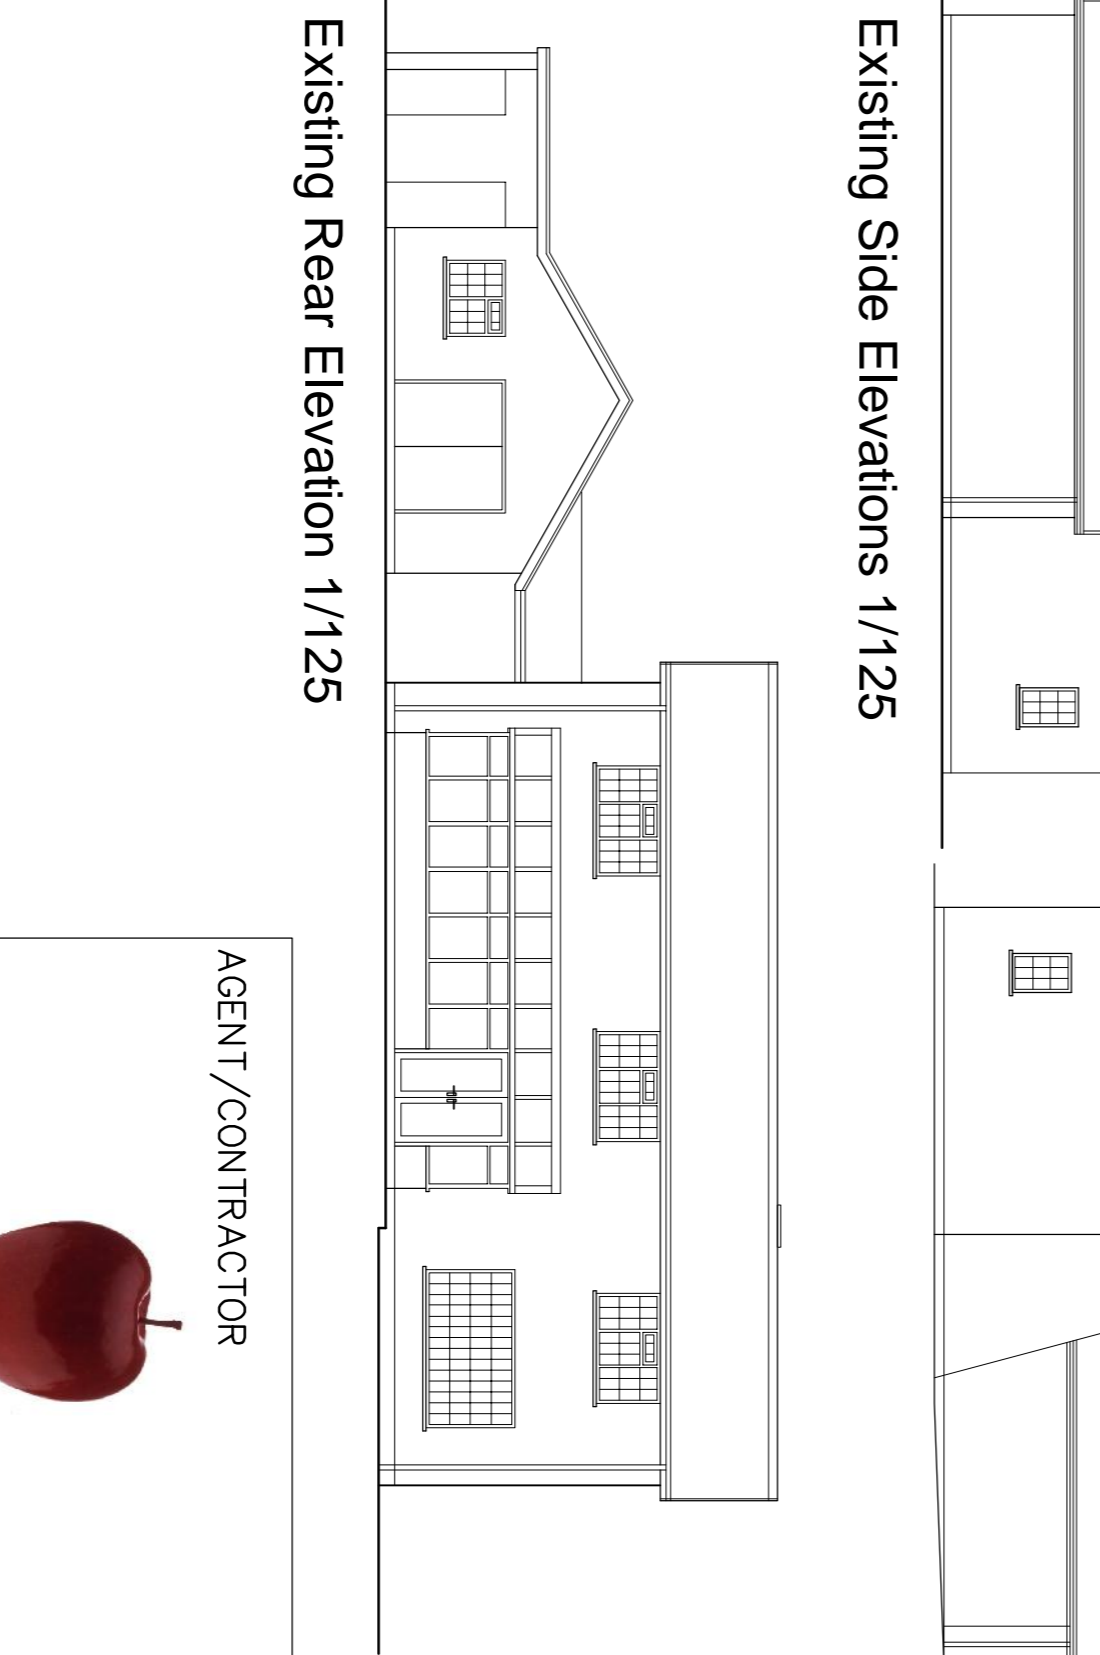 Existing Side Elevations 1/125
Existing Rear Elevation 1/125
AGENT/CONTRACTOR